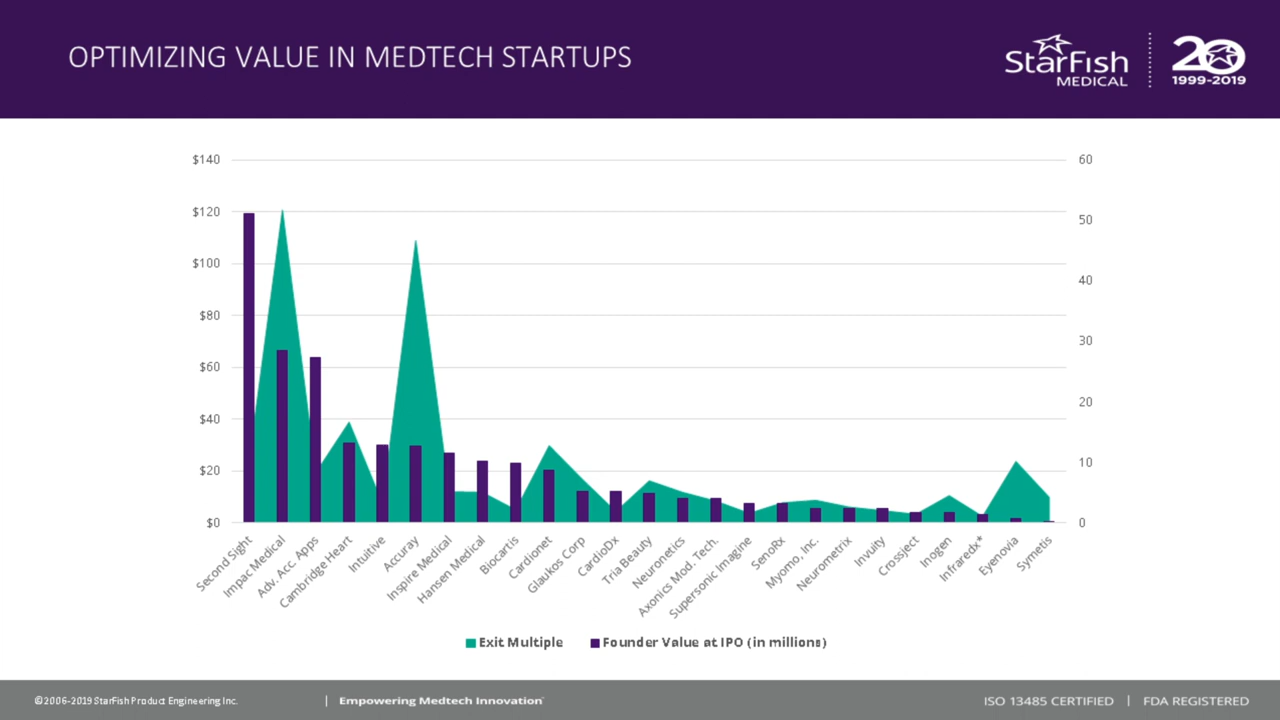 OPTIMIZING VALUE IN MEDTECH STARTUPS
StarFish
MEDICAL
20
1999-2019
$140
$120
$100
$80
$60
$40
$20
$0
60
50
40
30
20
10
0
Second Sight
Impac Medical
Adv. Acc. Apps
Cambridge Heart
Intuitive
Accuray
Inspire Medical
Hansen Medical
Biocartis
Cardionet
Glaukos Corp
CardioDx
Tria Beauty
Neuronetics
Axonics Mod. Tech.
Supersonic Imagine
SenoRx
Myomo, Inc.
Neurometrix
Invuity
Crossject
Inogen
Infraredx*
Eyenovia
Symetis
Exit Multiple
Founder Value at IPO (in millions)
©2006-2019 StarFish Product Engineering Inc.
| Empowering Medtech Innovation
ISO 13485 CERTIFIED | FDA REGISTERED